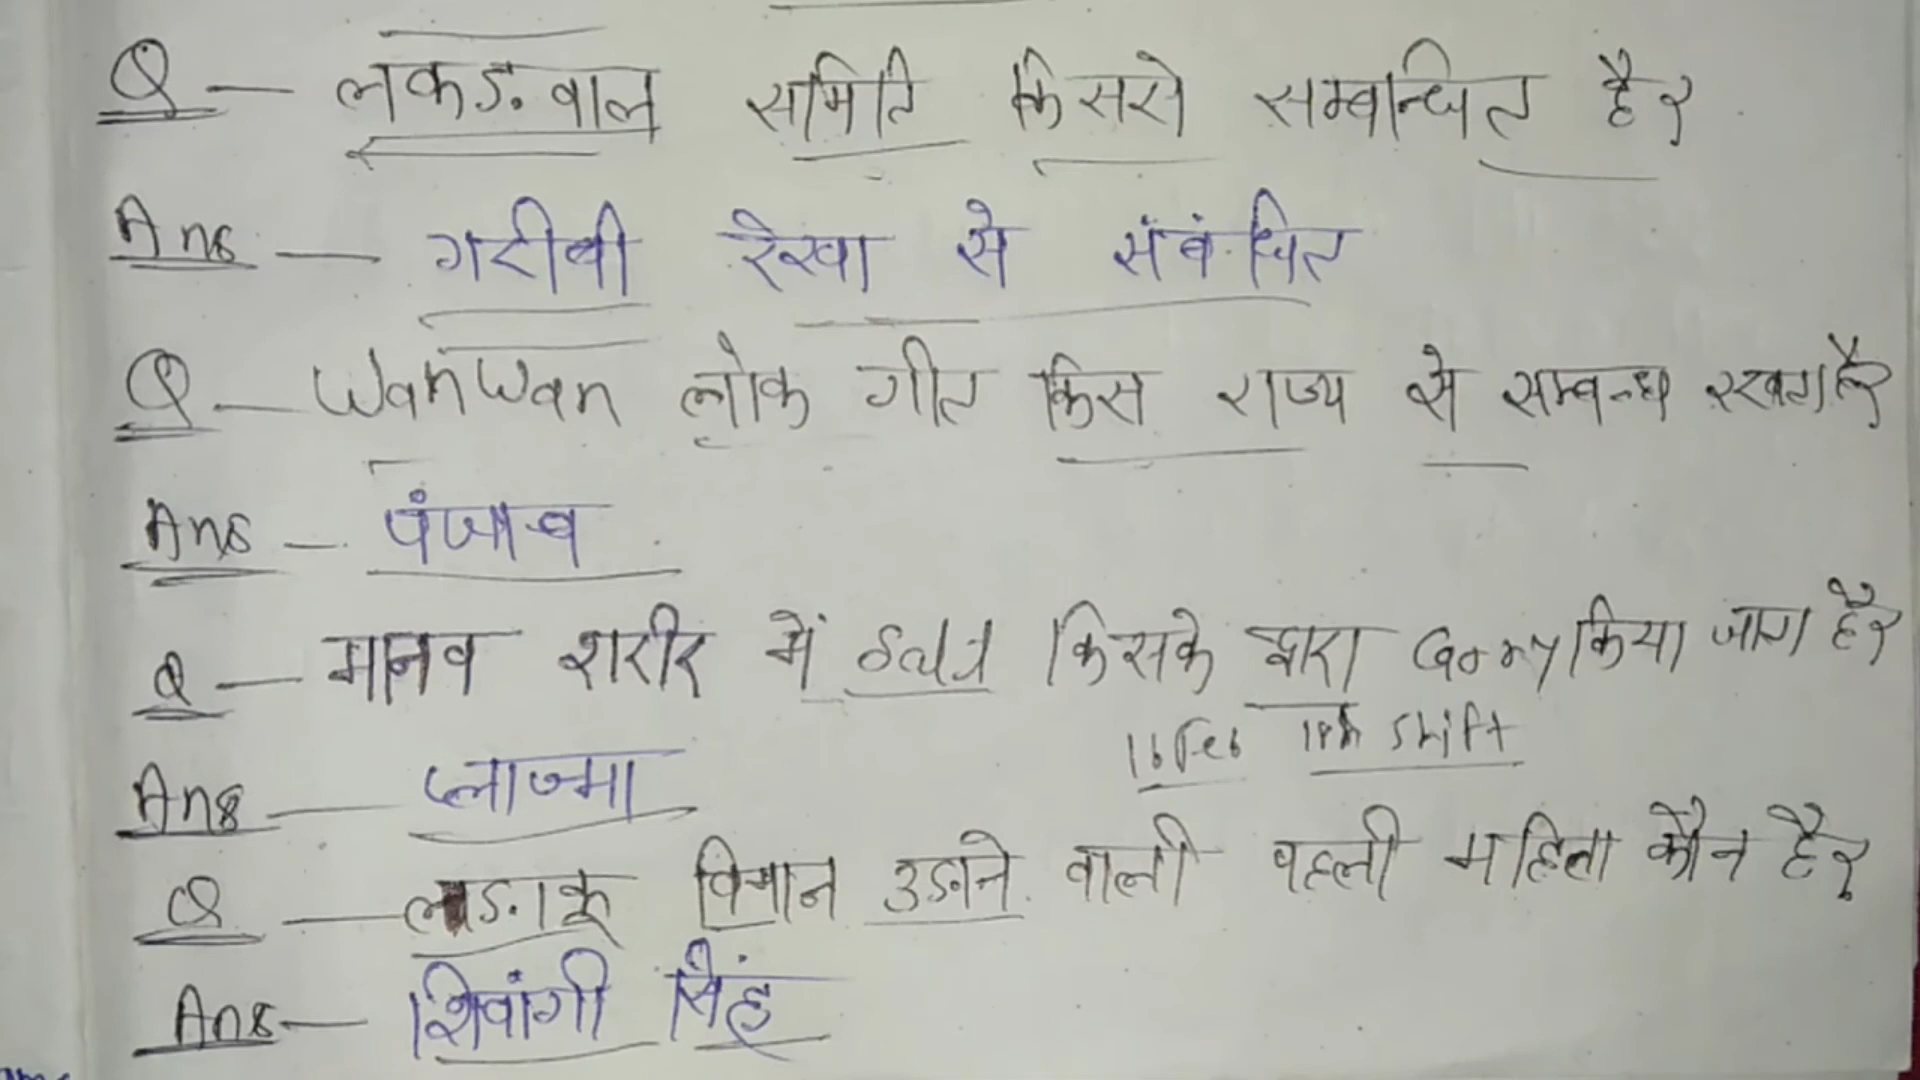 Q - लकड़वाल समिति किससे सम्बन्धित है?
Ans - गरीबी रेखा से संबंधित
Q - Wanwan लोक गीत किस राज्य से सम्बन्ध रखता है?
Ans - पंजाब
Q - मानव शरीर में salt किसके द्वारा Carry किया जाता है?
16 Feb 1st shift
Ans - प्लाज्मा
Q - लड़ाकू विमान उड़ाने वाली पहली महिला कौन है?
Ans - शिवांगी सिंह